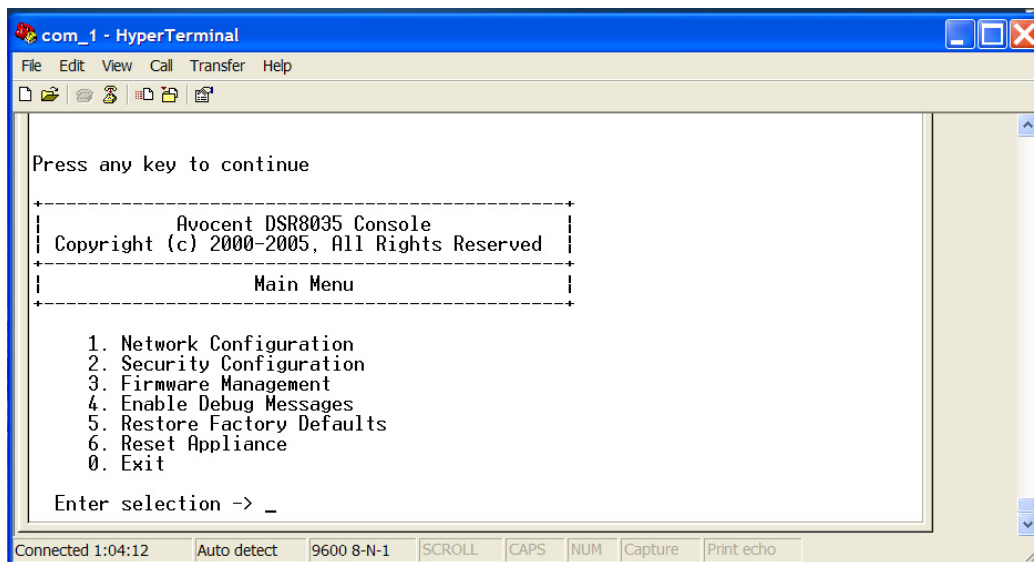 com_1 - HyperTerminal
File Edit View Call Transfer Help
Press any key to continue
Avocent DSR8035 Console
Copyright (c) 2000-2005, All Rights Reserved
Main Menu
1. Network Configuration
2. Security Configuration
3. Firmware Management
4. Enable Debug Messages
5. Restore Factory Defaults
6. Reset Appliance
0. Exit
Enter selection -> _
Connected 1:04:12 Auto detect 9600 8-N-1 SCROLL CAPS NUM Capture Print echo